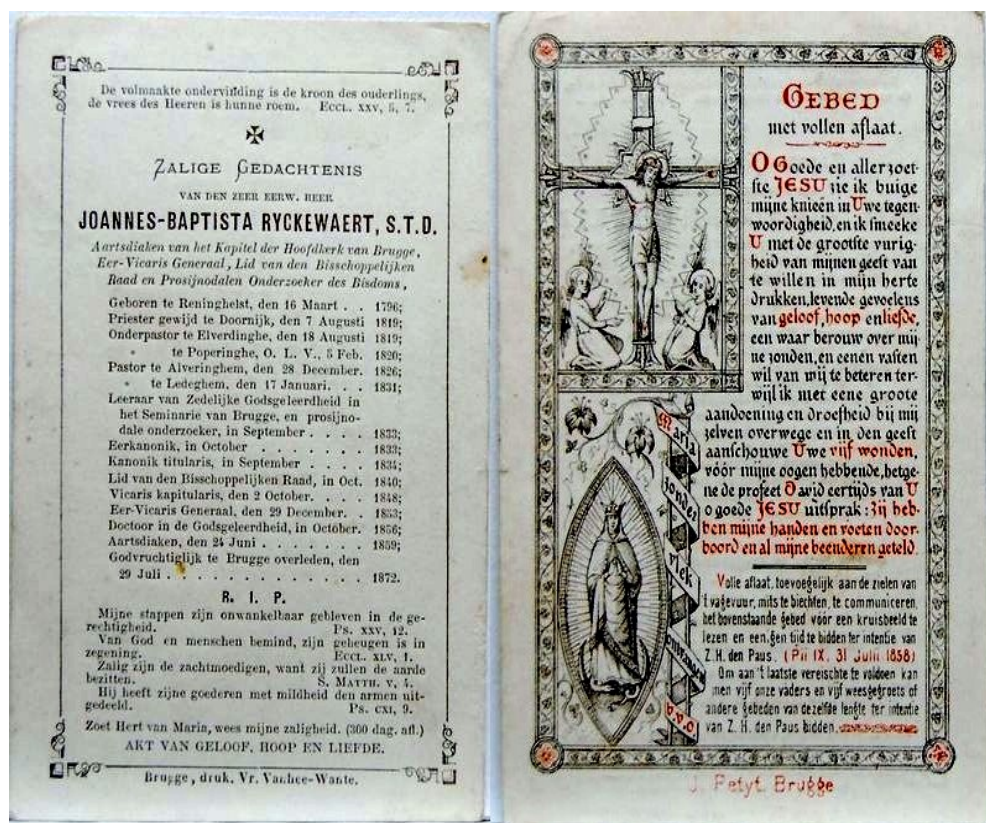 De volmaakte ondervinding is de kroon des ouderlings,
de vrees des Heeren is hunne roem. ECCL. XXV, 5, 7.
ZALIGE GEDACHTENIS
VAN DEN ZEER EERW. HEER
JOANNES-BAPTISTA RYCKEWAERT, S.T.D.
Aartsdiaken van het Kapitel der Hoofdkerk van Brugge,
Eer-Vicaris Generaal, Lid van den Bisschoppelijken
Raad en Prosijnodalen Onderzoeker des Bisdoms,
Geboren te Reninghelst, den 16 Maart . . 1796;
Priester gewijd te Doornijk, den 7 Augusti 1819;
Onderpastor te Elverdinghe, den 18 Augusti 1819;
" te Poperinghe, O. L. V., 5 Feb. 1820;
Pastor te Alveringhem, den 28 December. 1826;
" te Ledeghem, den 17 Januari. . . 1831;
Leeraar van Zedelijke Godsgeleerdheid in
het Seminarie van Brugge, en prosijno-
dale onderzoeker, in September . . . . 1833;
Eerkanonik, in October . . . . . . . 1833;
Kanonik titularis, in September . . . . 1834;
Lid van den Bisschoppelijken Raad, in Oct. 1840;
Vicaris kapitularis, den 2 October. . . . 1848;
Eer-Vicaris Generaal, den 29 December. . 1853;
Doctoor in de Godsgeleerdheid, in October. 1856;
Aartsdiaken, den 24 Juni . . . . . . . 1859;
Godvruchtiglijk te Brugge overleden, den
29 Juli . . . . . . . . . . . . 1872.
R. I. P.
Mijne stappen zijn onwankelbaar gebleven in de ge-
rechtigheid. Ps. XXV, 12.
Van God en menschen bemind, zijn geheugen is in
zegening. ECCL. XLV, 1.
Zalig zijn de zachtmoedigen, want zij zullen de aarde
bezitten. S. MATTH. V, 4.
Hij heeft zijne goederen met mildheid den armen uit-
gedeeld. Ps. CXI, 9.
Zoet Hert van Maria, wees mijne zaligheid. (300 dag. afl.)
AKT VAN GELOOF, HOOP EN LIEFDE.
Brugge, druk. Vr. Vanhee-Wante.
GEBED
met vollen aflaat.
O Goede en allerzoet-
ste JESU zie ik buige
mijne knieën in Uwe tegen-
woordigheid, en ik smeeke
U met de grootste vurig-
heid van mijnen geest van
te willen in mijn herte
drukken, levende gevoelens
van geloof, hoop en liefde,
een waar berouw over mij-
ne zonden, en eenen vasten
wil van mij te beteren ter-
wijl ik met eene groote
aandoening en droefheid bij mij
zelven overwege en in den geest
aanschouwe Uwe vijf wonden,
vóór mijne oogen hebbende, hetge-
ne de profeet David eertijds van U
o goede JESU uitsprak: zij heb-
ben mijne handen en voeten door-
boord en al mijne beenderen geteld.
Maria
zonder
vlek
ontvangen
b.v.o.
Volle aflaat, toevoegelijk aan de zielen van
't vagevuur, mits te biechten, te communiceren,
het bovenstaande gebed voor een kruisbeeld te
lezen en een gen tijd te bidden ter intentie van
Z. H. den Paus. (Pii IX. 31 Julii 1858)
Om aan 't laatste vereischte te voldoen kan
men vijf onze vaders en vijf weesgegroets of
andere gebeden van dezelfde lengte ter intentie
van Z. H. den Paus bidden.
J. Petyt. Brugge